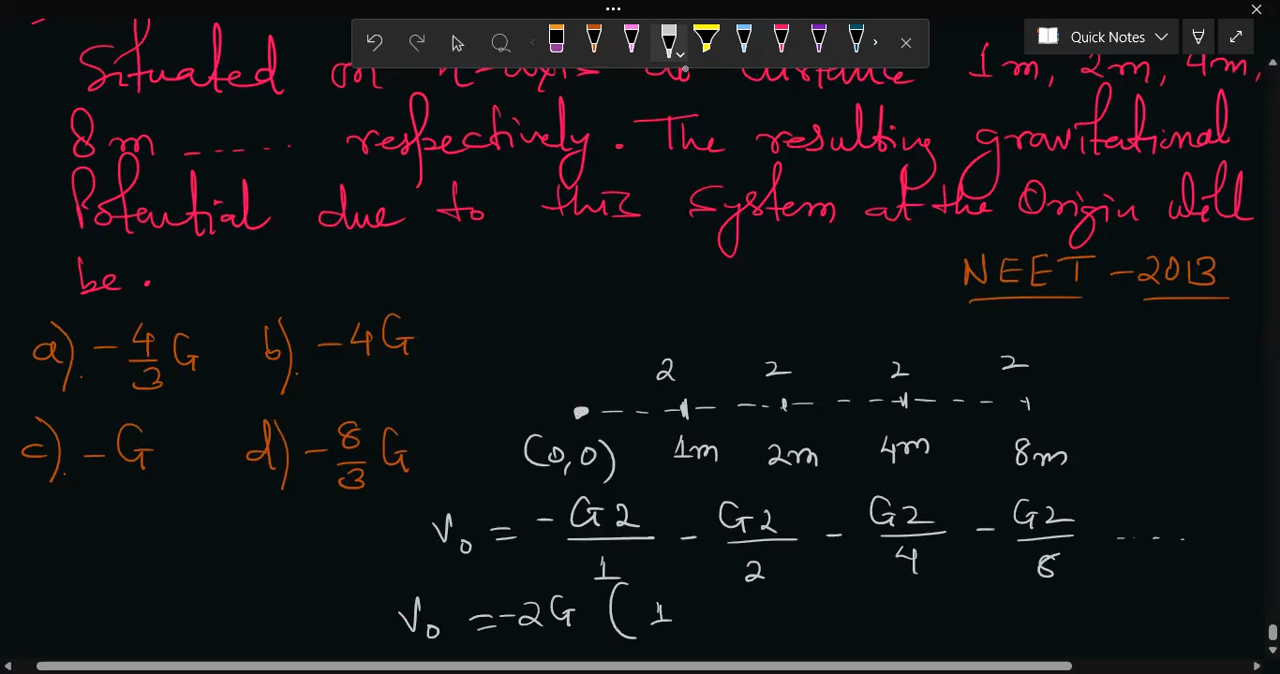 Quick Notes
Situated on x-axis 1m, 2m, 4m,
8m ..... respectively. The resulting gravitational
Potential due to this system at the Origin will
be.
NEET - 2013
a). -4/3 G b). -4G
c). -G d) -8/3 G
2 2 2 2
(0,0) 1m 2m 4m 8m
V₀ = -G2/1 - G2/2 - G2/4 - G2/8 ....
V₀ = -2G ( 1